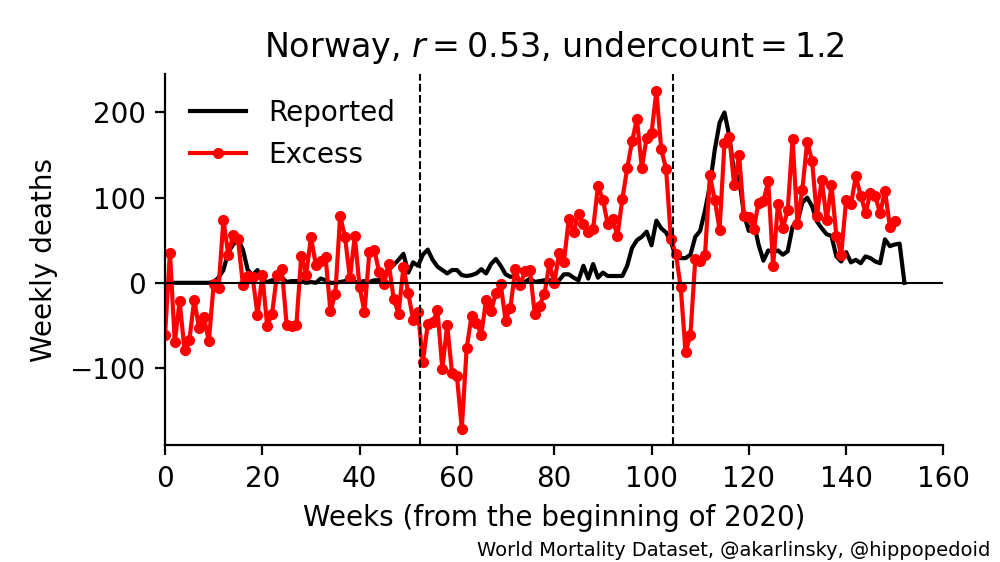 Norway, r = 0.53, undercount = 1.2
Reported
Excess
Weekly deaths
200
100
0
−100
0 20 40 60 80 100 120 140 160
Weeks (from the beginning of 2020)
World Mortality Dataset, @akarlinsky, @hippopedoid